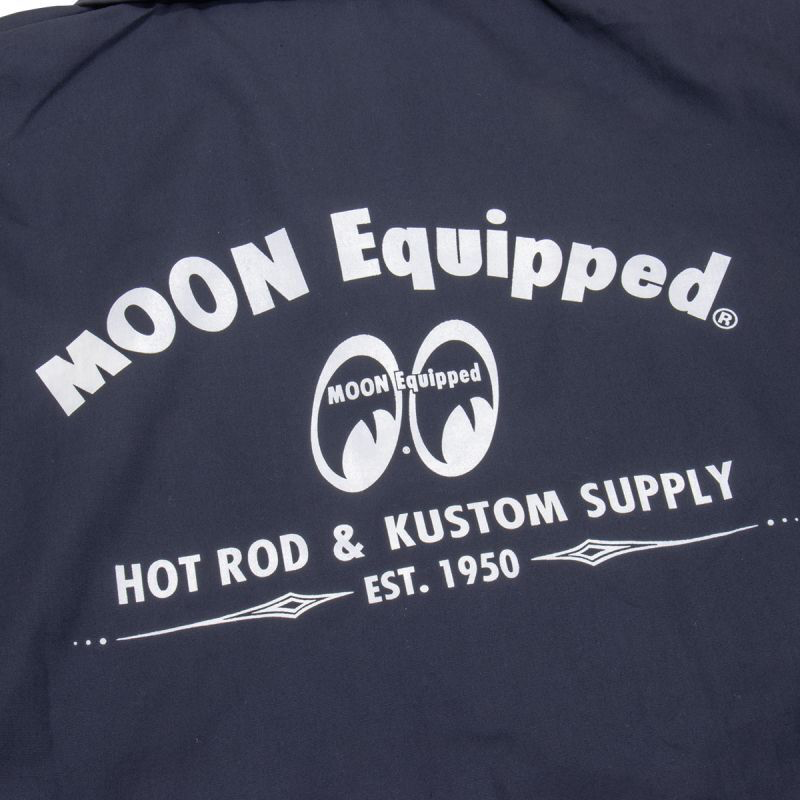 MOON Equipped®
MOON Equipped
HOT ROD & KUSTOM SUPPLY
EST. 1950